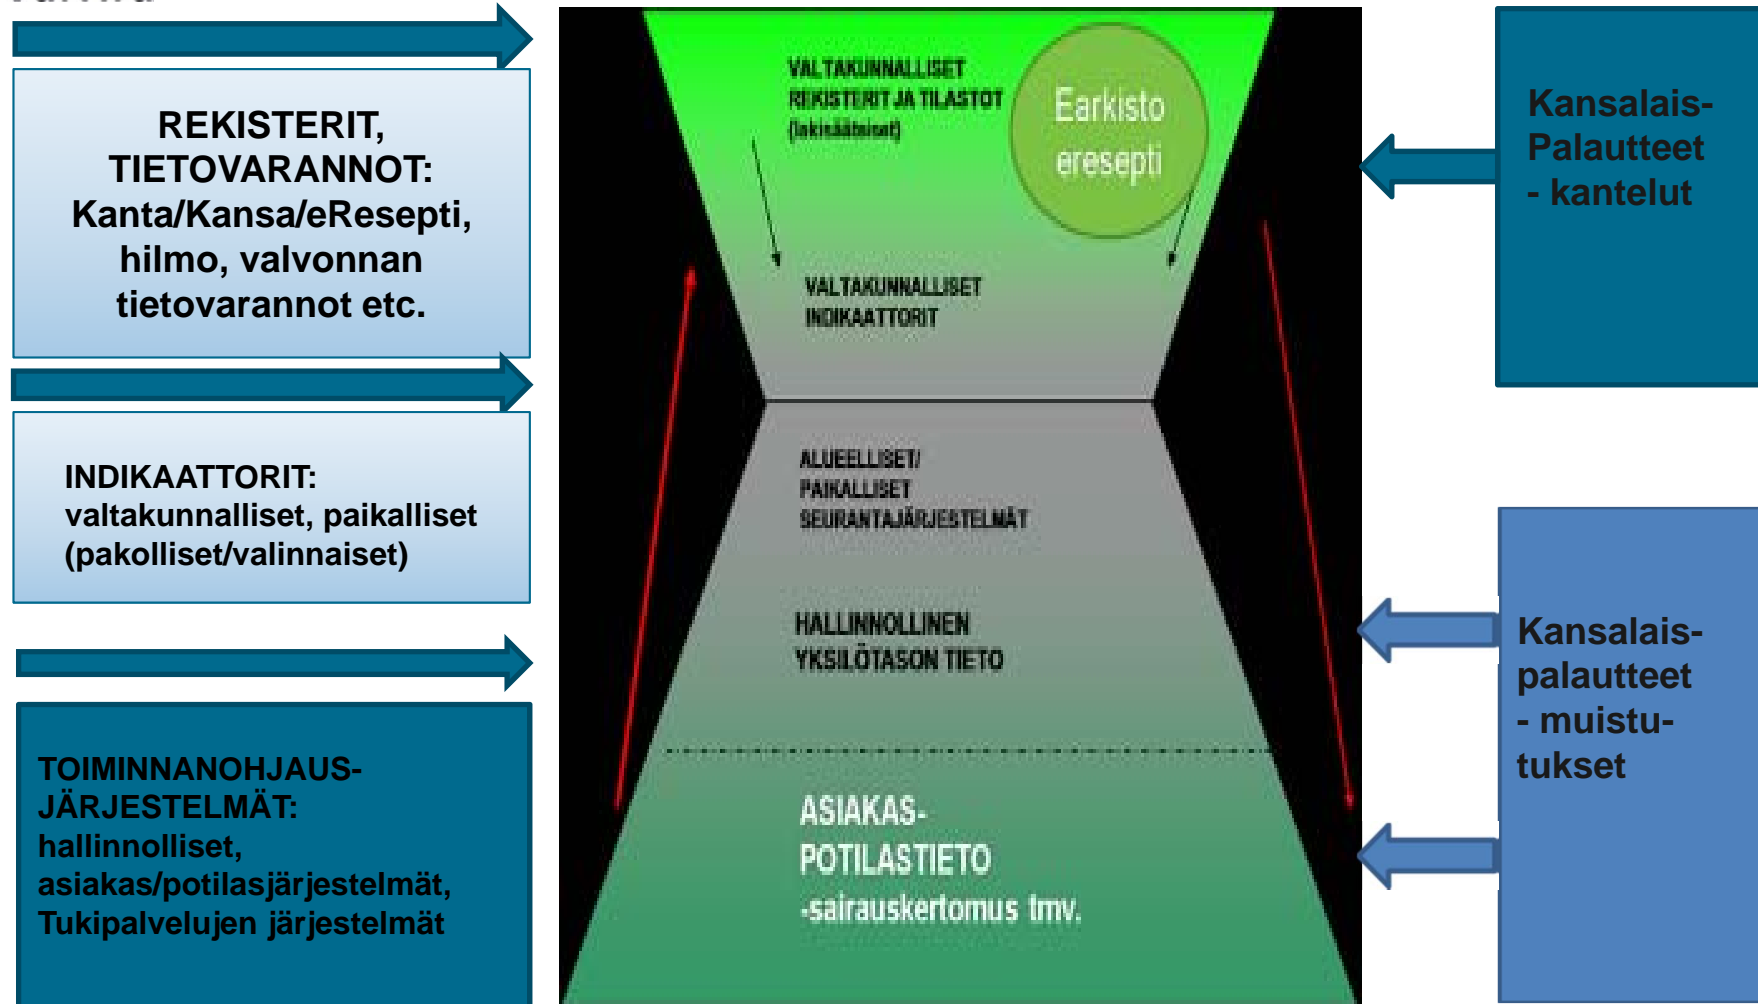 REKISTERIT,
TIETOVARANNOT:
Kanta/Kansa/eResepti,
hilmo, valvonnan
tietovarannot etc.
INDIKAATTORIT:
valtakunnalliset, paikalliset
(pakolliset/valinnaiset)
TOIMINNANOHJAUS-
JÄRJESTELMÄT:
hallinnolliset,
asiakas/potilasjärjestelmät,
Tukipalvelujen järjestelmät
VALTAKUNNALLISET
REKISTERIT JA TILASTOT
(lakisääteiset)
Earkisto
eresepti
VALTAKUNNALLISET
INDIKAATTORIT
ALUEELLISET/
PAIKALLISET
SEURANTAJÄRJESTELMÄT
HALLINNOLLINEN
YKSILÖTASON TIETO
ASIAKAS-
POTILASTIETO
-sairauskertomus tmv.
Kansalais-
Palautteet
- kantelut
Kansalais-
palautteet
- muistu-
tukset